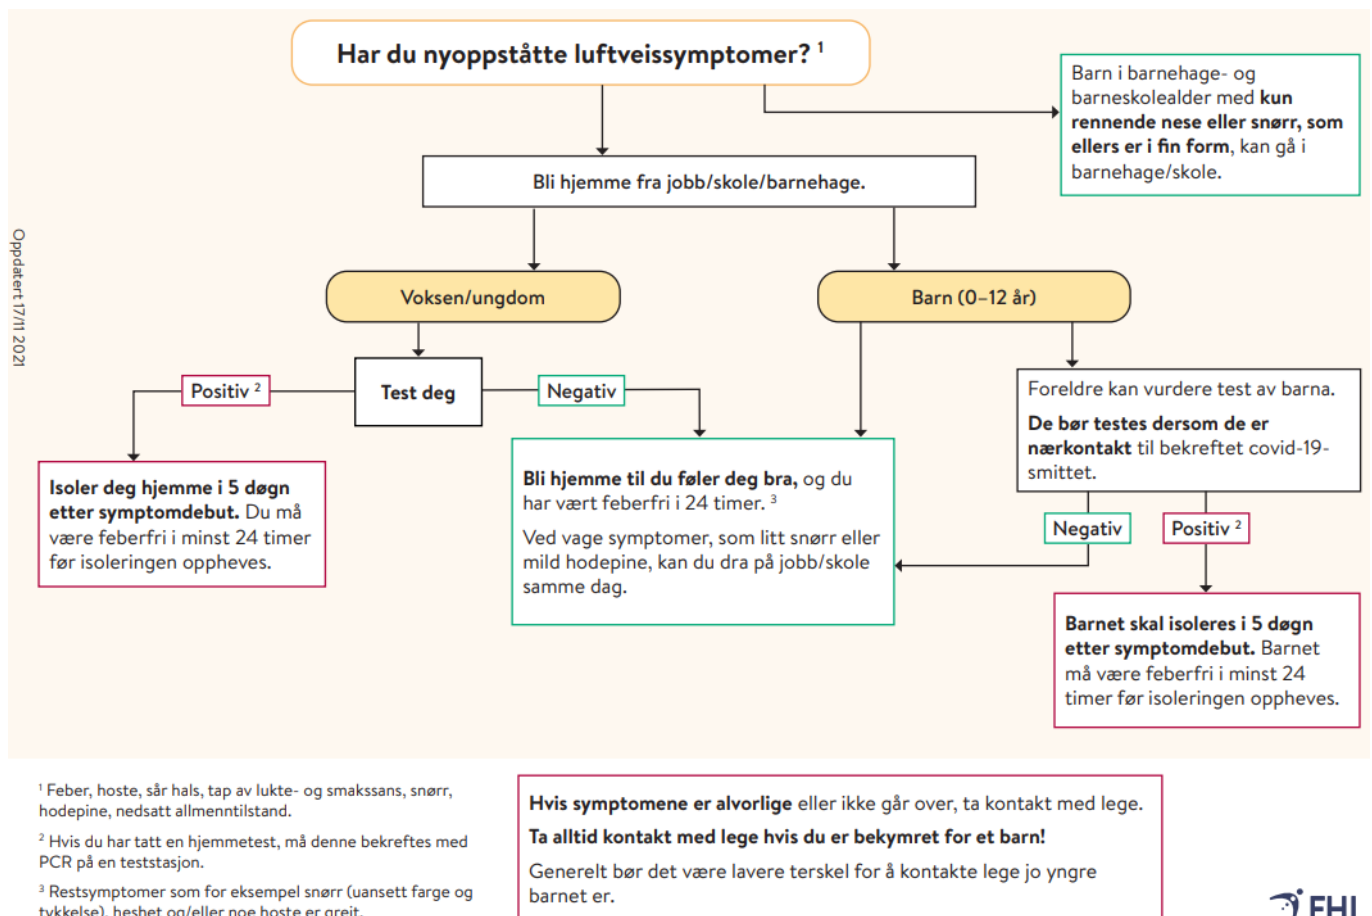 Har du nyoppståtte luftveissymptomer? ¹
Barn i barnehage- og
barneskolealder med kun
rennende nese eller snørr, som
ellers er i fin form, kan gå i
barnehage/skole.
Bli hjemme fra jobb/skole/barnehage.
Oppdatert 17/11 2021
Voksen/ungdom
Barn (0–12 år)
Positiv ²
Test deg
Negativ
Foreldre kan vurdere test av barna.
De bør testes dersom de er
nærkontakt til bekreftet covid-19-
smittet.
Isoler deg hjemme i 5 døgn
etter symptomdebut. Du må
være feberfri i minst 24 timer
før isoleringen oppheves.
Bli hjemme til du føler deg bra, og du
har vært feberfri i 24 timer. ³
Ved vage symptomer, som litt snørr eller
mild hodepine, kan du dra på jobb/skole
samme dag.
Negativ
Positiv ²
Barnet skal isoleres i 5 døgn
etter symptomdebut. Barnet
må være feberfri i minst 24
timer før isoleringen oppheves.
¹ Feber, hoste, sår hals, tap av lukte- og smakssans, snørr,
hodepine, nedsatt allmenntilstand.
² Hvis du har tatt en hjemmetest, må denne bekreftes med
PCR på en teststasjon.
³ Restsymptomer som for eksempel snørr (uansett farge og
tykkelse), heshet og/eller noe hoste er greit.
Hvis symptomene er alvorlige eller ikke går over, ta kontakt med lege.
Ta alltid kontakt med lege hvis du er bekymret for et barn!
Generelt bør det være lavere terskel for å kontakte lege jo yngre
barnet er.
FHI